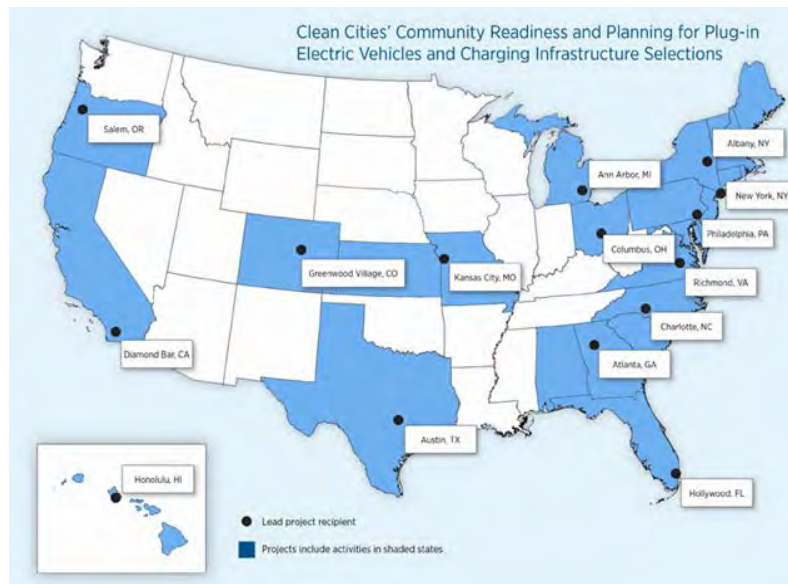 Clean Cities' Community Readiness and Planning for Plug-in
Electric Vehicles and Charging Infrastructure Selections
Salem, OR
Albany, NY
Ann Arbor, MI
New York, NY
Philadelphia, PA
Columbus, OH
Greenwood Village, CO
Kansas City, MO
Richmond, VA
Charlotte, NC
Diamond Bar, CA
Atlanta, GA
Austin, TX
Honolulu, HI
Hollywood, FL
Lead project recipient
Projects include activities in shaded states